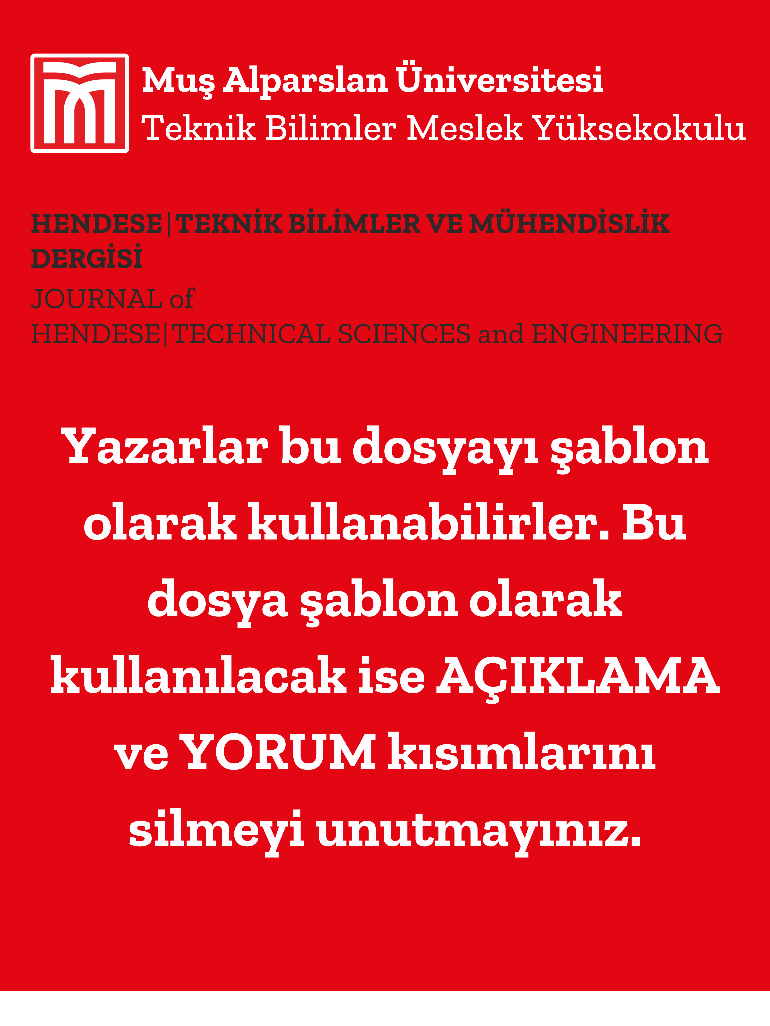 Muş Alparslan Üniversitesi
Teknik Bilimler Meslek Yüksekokulu
HENDESE|TEKNİK BİLİMLER VE MÜHENDİSLİK
DERGİSİ
JOURNAL of
HENDESE|TECHNICAL SCIENCES and ENGINEERING
Yazarlar bu dosyayı şablon
olarak kullanabilirler. Bu
dosya şablon olarak
kullanılacak ise AÇIKLAMA
ve YORUM kısımlarını
silmeyi unutmayınız.